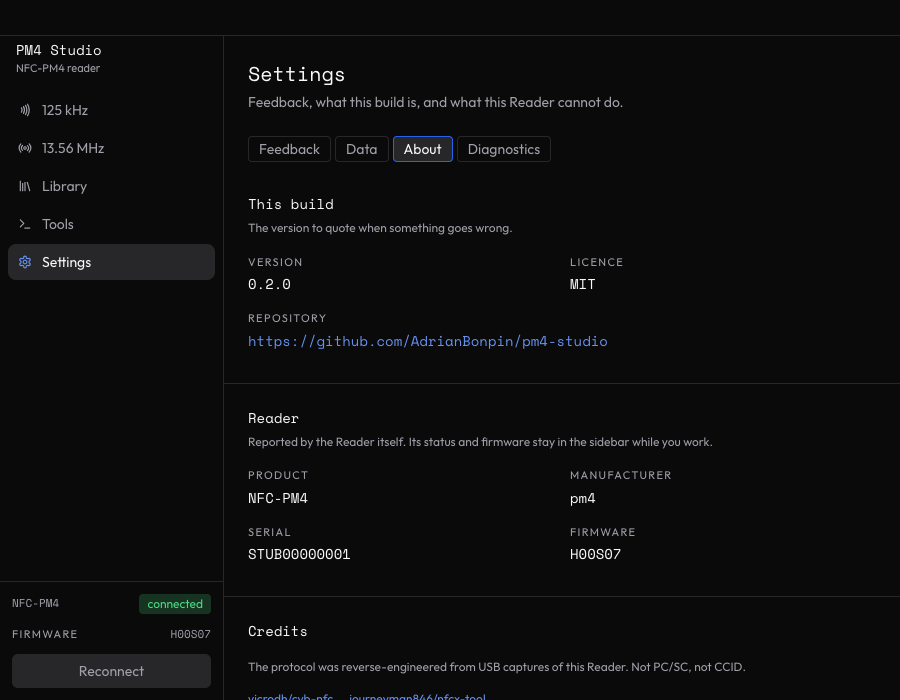 PM4 Studio
NFC-PM4 reader
125 kHz
13.56 MHz
Library
Tools
Settings
NFC-PM4 connected
FIRMWARE H00S07
Reconnect
Settings
Feedback, what this build is, and what this Reader cannot do.
Feedback Data About Diagnostics
This build
The version to quote when something goes wrong.
VERSION LICENCE
0.2.0 MIT
REPOSITORY
https://github.com/AdrianBonpin/pm4-studio
Reader
Reported by the Reader itself. Its status and firmware stay in the sidebar while you work.
PRODUCT MANUFACTURER
NFC-PM4 pm4
SERIAL FIRMWARE
STUB00000001 H00S07
Credits
The protocol was reverse-engineered from USB captures of this Reader. Not PC/SC, not CCID.